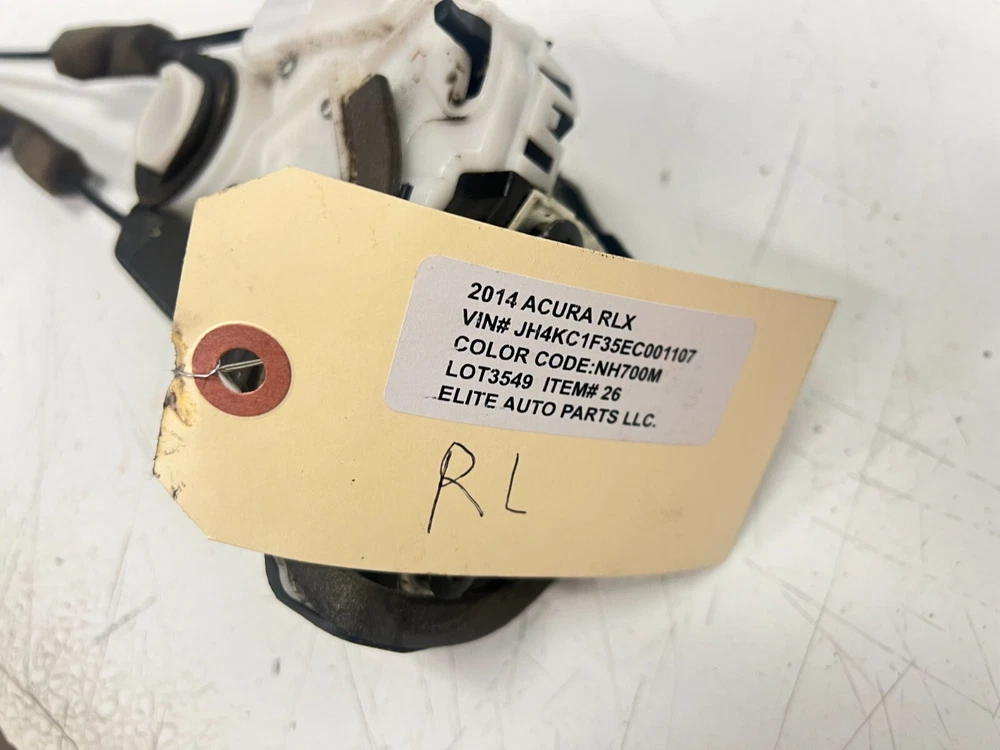 2014 ACURA RLX
VIN# JH4KC1F35EC001107
COLOR CODE:NH700M
LOT3549 ITEM# 26
ELITE AUTO PARTS LLC.
RL